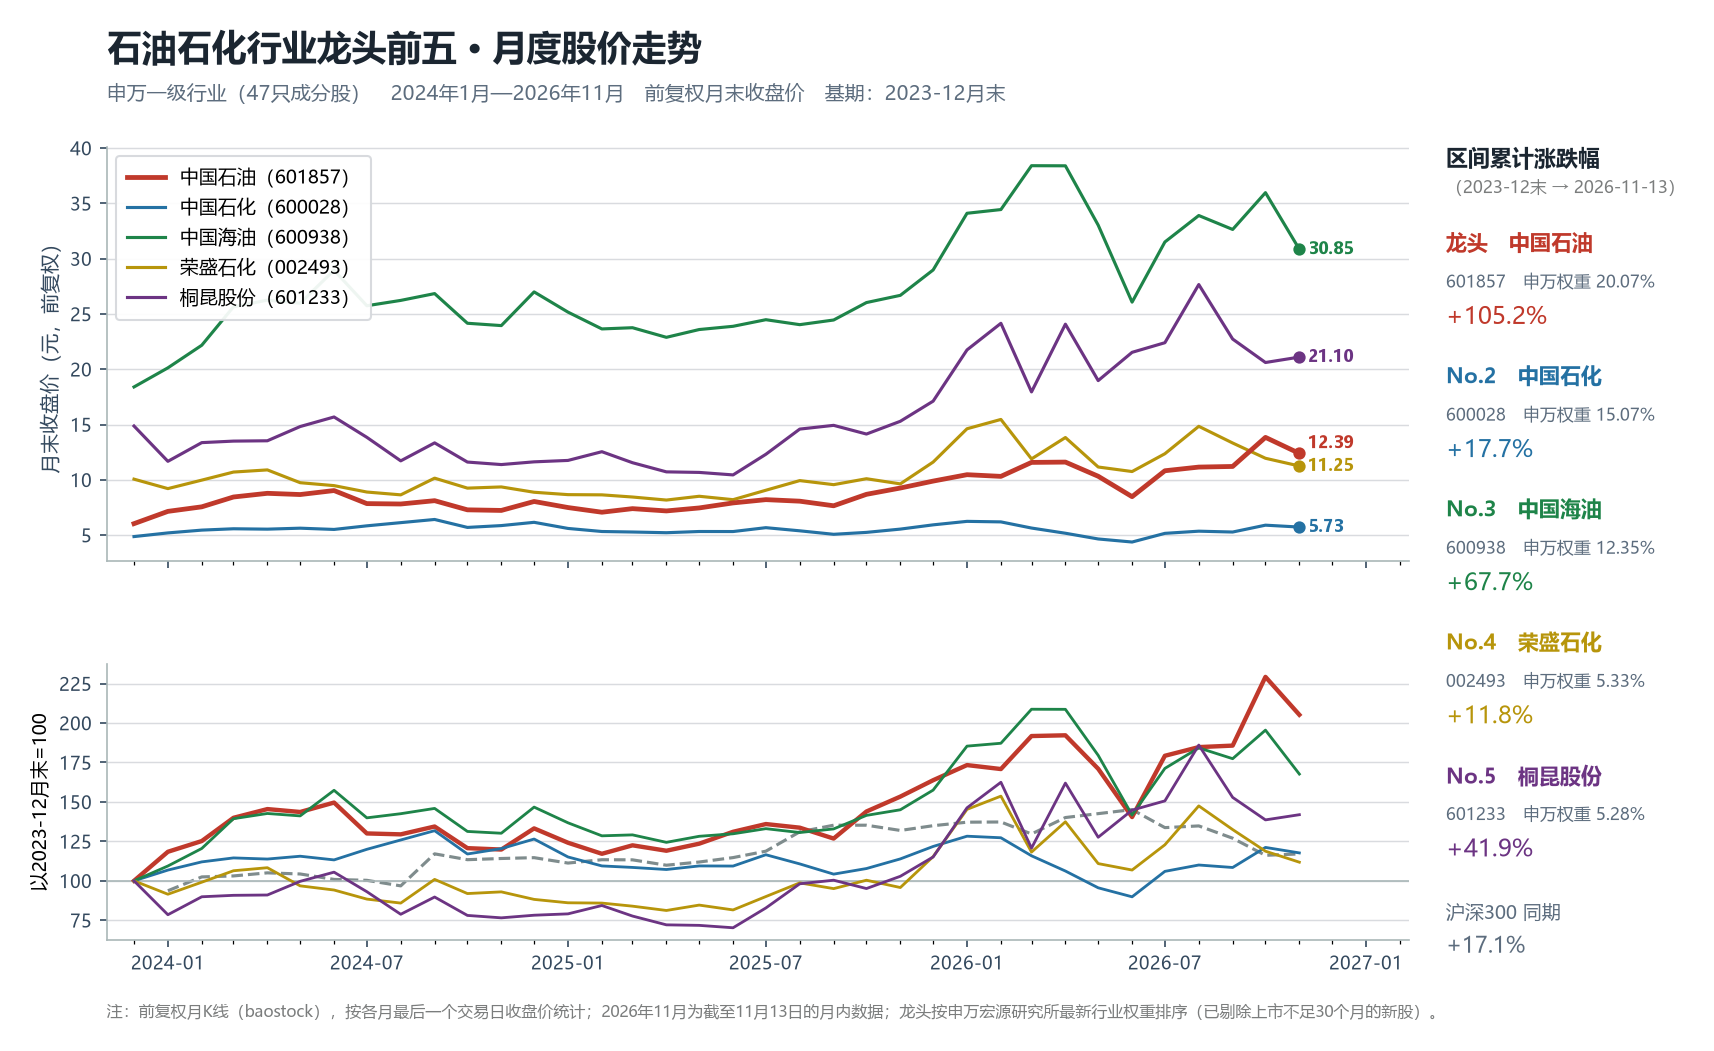 石油石化行业龙头前五 · 月度股价走势
申万一级行业（47只成分股） 2024年1月—2026年11月 前复权月末收盘价 基期：2023-12月末
月末收盘价（元，前复权）
40
35
30
25
20
15
10
5
中国石油（601857）
中国石化（600028）
中国海油（600938）
荣盛石化（002493）
桐昆股份（601233）
30.85
21.10
12.39
11.25
5.73
以2023-12月末=100
225
200
175
150
125
100
75
2024-01
2024-07
2025-01
2025-07
2026-01
2026-07
2027-01
区间累计涨跌幅
（2023-12末 → 2026-11-13）
龙头 中国石油
601857 申万权重 20.07%
+105.2%
No.2 中国石化
600028 申万权重 15.07%
+17.7%
No.3 中国海油
600938 申万权重 12.35%
+67.7%
No.4 荣盛石化
002493 申万权重 5.33%
+11.8%
No.5 桐昆股份
601233 申万权重 5.28%
+41.9%
沪深300 同期
+17.1%
注：前复权月K线（baostock），按各月最后一个交易日收盘价统计；2026年11月为截至11月13日的月内数据；龙头按申万宏源研究所最新行业权重排序（已剔除上市不足30个月的新股）。